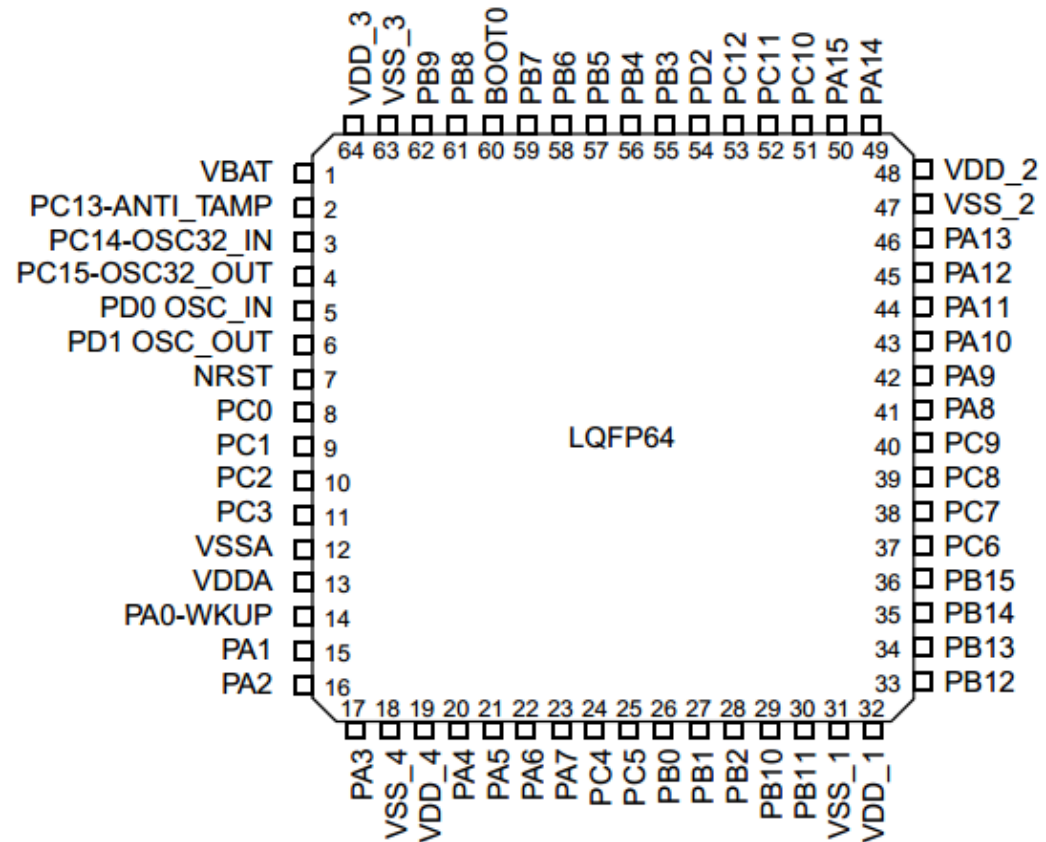 VDD_3
VSS_3
PB9
PB8
BOOT0
PB7
PB6
PB5
PB4
PB3
PD2
PC12
PC11
PC10
PA15
PA14
64 63 62 61 60 59 58 57 56 55 54 53 52 51 50 49
VBAT 1
PC13-ANTI_TAMP 2
PC14-OSC32_IN 3
PC15-OSC32_OUT 4
PD0 OSC_IN 5
PD1 OSC_OUT 6
NRST 7
PC0 8
PC1 9
PC2 10
PC3 11
VSSA 12
VDDA 13
PA0-WKUP 14
PA1 15
PA2 16
LQFP64
48 VDD_2
47 VSS_2
46 PA13
45 PA12
44 PA11
43 PA10
42 PA9
41 PA8
40 PC9
39 PC8
38 PC7
37 PC6
36 PB15
35 PB14
34 PB13
33 PB12
17 18 19 20 21 22 23 24 25 26 27 28 29 30 31 32
PA3
VSS_4
VDD_4
PA4
PA5
PA6
PA7
PC4
PC5
PB0
PB1
PB2
PB10
PB11
VSS_1
VDD_1